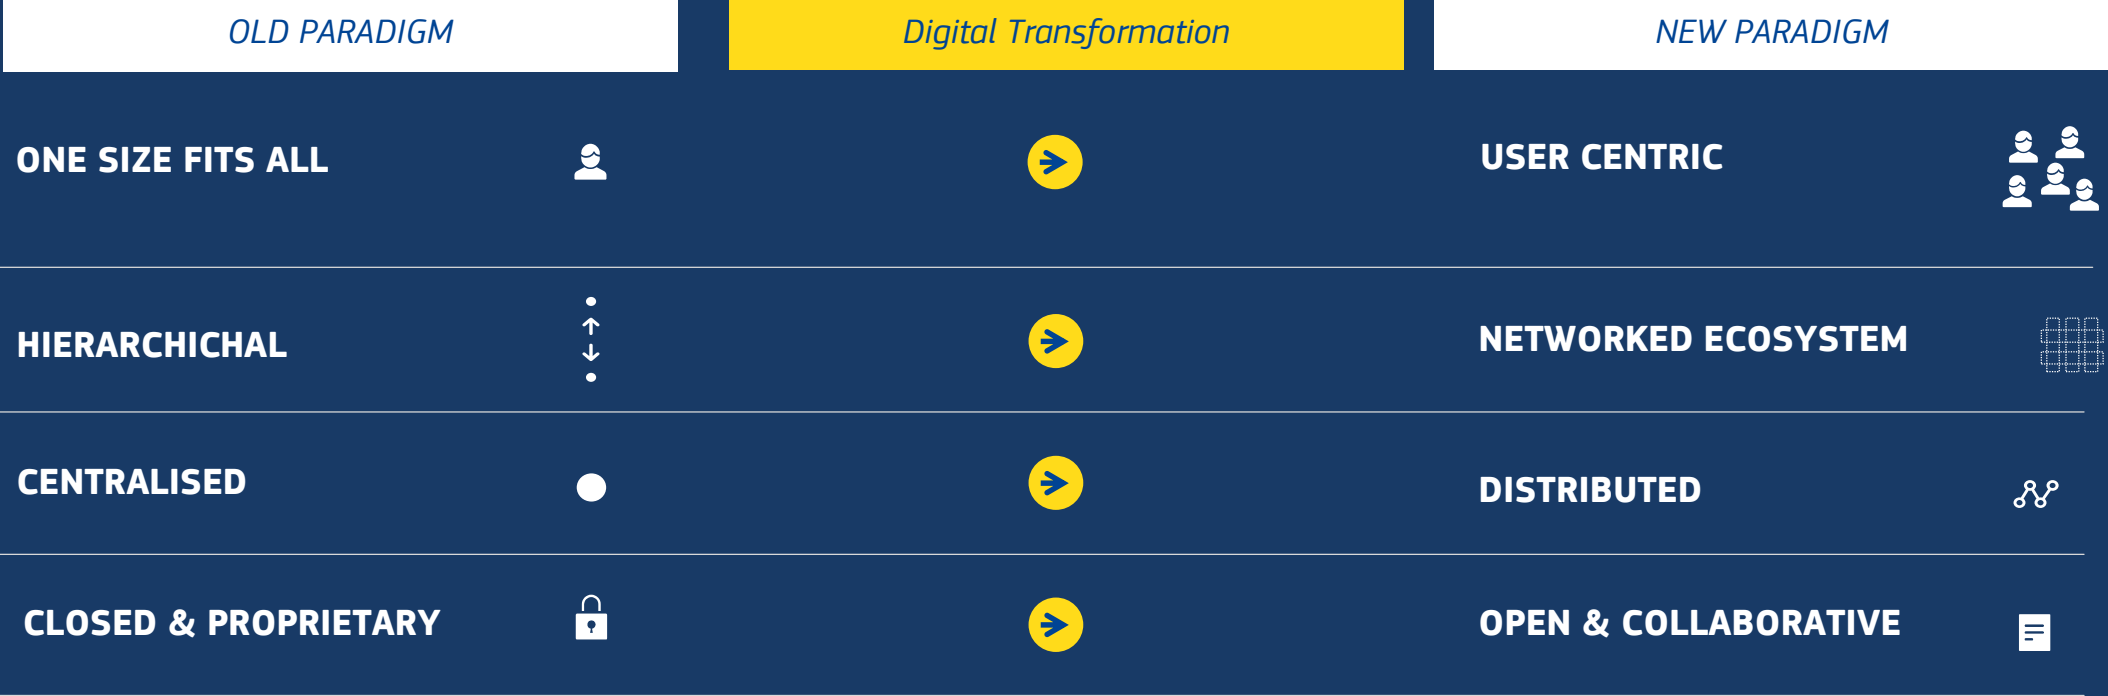 OLD PARADIGM
Digital Transformation
NEW PARADIGM
ONE SIZE FITS ALL
USER CENTRIC
HIERARCHICHAL
NETWORKED ECOSYSTEM
CENTRALISED
DISTRIBUTED
CLOSED & PROPRIETARY
OPEN & COLLABORATIVE